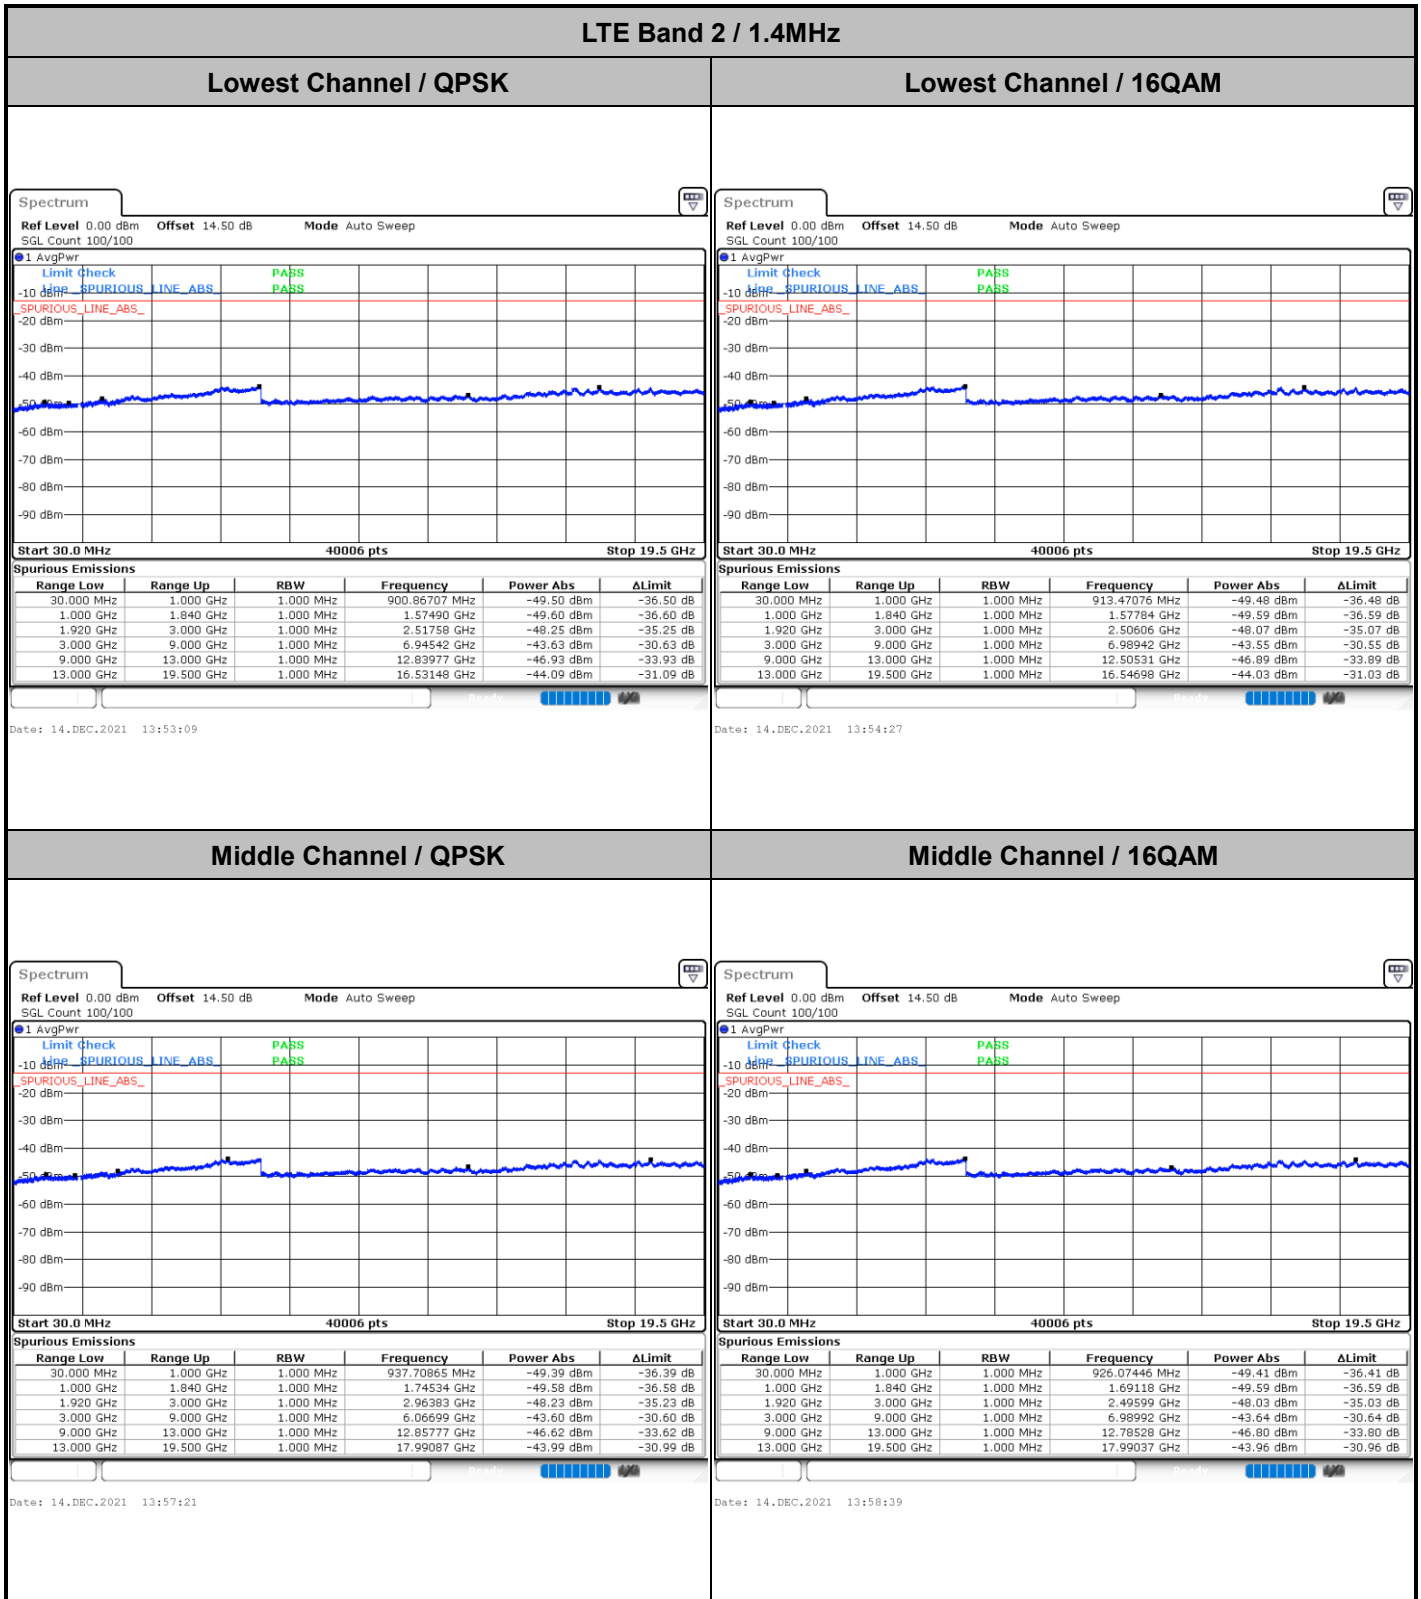 LTE Band 2 / 1.4MHz
Lowest Channel / QPSK
Lowest Channel / 16QAM
Spectrum
Ref Level 0.00 dBm Offset 14.50 dB Mode Auto Sweep
SGL Count 100/100
1 AvgPwr
Limit Check PASS
Line _SPURIOUS_LINE_ABS_ PASS
-10 dBm
_SPURIOUS_LINE_ABS_
-20 dBm
-30 dBm
-40 dBm
-50 dBm
-60 dBm
-70 dBm
-80 dBm
-90 dBm
Start 30.0 MHz 40006 pts Stop 19.5 GHz
Spurious Emissions
Range Low Range Up RBW Frequency Power Abs ΔLimit
30.000 MHz 1.000 GHz 1.000 MHz 900.86707 MHz -49.50 dBm -36.50 dB
1.000 GHz 1.840 GHz 1.000 MHz 1.57490 GHz -49.60 dBm -36.60 dB
1.920 GHz 3.000 GHz 1.000 MHz 2.51758 GHz -48.25 dBm -35.25 dB
3.000 GHz 9.000 GHz 1.000 MHz 6.94542 GHz -43.63 dBm -30.63 dB
9.000 GHz 13.000 GHz 1.000 MHz 12.83977 GHz -46.93 dBm -33.93 dB
13.000 GHz 19.500 GHz 1.000 MHz 16.53148 GHz -44.09 dBm -31.09 dB
Ready
Date: 14.DEC.2021 13:53:09
Spectrum
Ref Level 0.00 dBm Offset 14.50 dB Mode Auto Sweep
SGL Count 100/100
1 AvgPwr
Limit Check PASS
Line _SPURIOUS_LINE_ABS_ PASS
-10 dBm
_SPURIOUS_LINE_ABS_
-20 dBm
-30 dBm
-40 dBm
-50 dBm
-60 dBm
-70 dBm
-80 dBm
-90 dBm
Start 30.0 MHz 40006 pts Stop 19.5 GHz
Spurious Emissions
Range Low Range Up RBW Frequency Power Abs ΔLimit
30.000 MHz 1.000 GHz 1.000 MHz 913.47076 MHz -49.48 dBm -36.48 dB
1.000 GHz 1.840 GHz 1.000 MHz 1.57784 GHz -49.59 dBm -36.59 dB
1.920 GHz 3.000 GHz 1.000 MHz 2.50606 GHz -48.07 dBm -35.07 dB
3.000 GHz 9.000 GHz 1.000 MHz 6.98942 GHz -43.55 dBm -30.55 dB
9.000 GHz 13.000 GHz 1.000 MHz 12.50531 GHz -46.89 dBm -33.89 dB
13.000 GHz 19.500 GHz 1.000 MHz 16.54698 GHz -44.03 dBm -31.03 dB
Ready
Date: 14.DEC.2021 13:54:27
Middle Channel / QPSK
Middle Channel / 16QAM
Spectrum
Ref Level 0.00 dBm Offset 14.50 dB Mode Auto Sweep
SGL Count 100/100
1 AvgPwr
Limit Check PASS
Line _SPURIOUS_LINE_ABS_ PASS
-10 dBm
_SPURIOUS_LINE_ABS_
-20 dBm
-30 dBm
-40 dBm
-50 dBm
-60 dBm
-70 dBm
-80 dBm
-90 dBm
Start 30.0 MHz 40006 pts Stop 19.5 GHz
Spurious Emissions
Range Low Range Up RBW Frequency Power Abs ΔLimit
30.000 MHz 1.000 GHz 1.000 MHz 937.70865 MHz -49.39 dBm -36.39 dB
1.000 GHz 1.840 GHz 1.000 MHz 1.74534 GHz -49.58 dBm -36.58 dB
1.920 GHz 3.000 GHz 1.000 MHz 2.96383 GHz -48.23 dBm -35.23 dB
3.000 GHz 9.000 GHz 1.000 MHz 6.06699 GHz -43.60 dBm -30.60 dB
9.000 GHz 13.000 GHz 1.000 MHz 12.85777 GHz -46.62 dBm -33.62 dB
13.000 GHz 19.500 GHz 1.000 MHz 17.99087 GHz -43.99 dBm -30.99 dB
Ready
Date: 14.DEC.2021 13:57:21
Spectrum
Ref Level 0.00 dBm Offset 14.50 dB Mode Auto Sweep
SGL Count 100/100
1 AvgPwr
Limit Check PASS
Line _SPURIOUS_LINE_ABS_ PASS
-10 dBm
_SPURIOUS_LINE_ABS_
-20 dBm
-30 dBm
-40 dBm
-50 dBm
-60 dBm
-70 dBm
-80 dBm
-90 dBm
Start 30.0 MHz 40006 pts Stop 19.5 GHz
Spurious Emissions
Range Low Range Up RBW Frequency Power Abs ΔLimit
30.000 MHz 1.000 GHz 1.000 MHz 926.07446 MHz -49.41 dBm -36.41 dB
1.000 GHz 1.840 GHz 1.000 MHz 1.69118 GHz -49.59 dBm -36.59 dB
1.920 GHz 3.000 GHz 1.000 MHz 2.49599 GHz -48.03 dBm -35.03 dB
3.000 GHz 9.000 GHz 1.000 MHz 6.98992 GHz -43.64 dBm -30.64 dB
9.000 GHz 13.000 GHz 1.000 MHz 12.78528 GHz -46.80 dBm -33.80 dB
13.000 GHz 19.500 GHz 1.000 MHz 17.99037 GHz -43.96 dBm -30.96 dB
Ready
Date: 14.DEC.2021 13:58:39